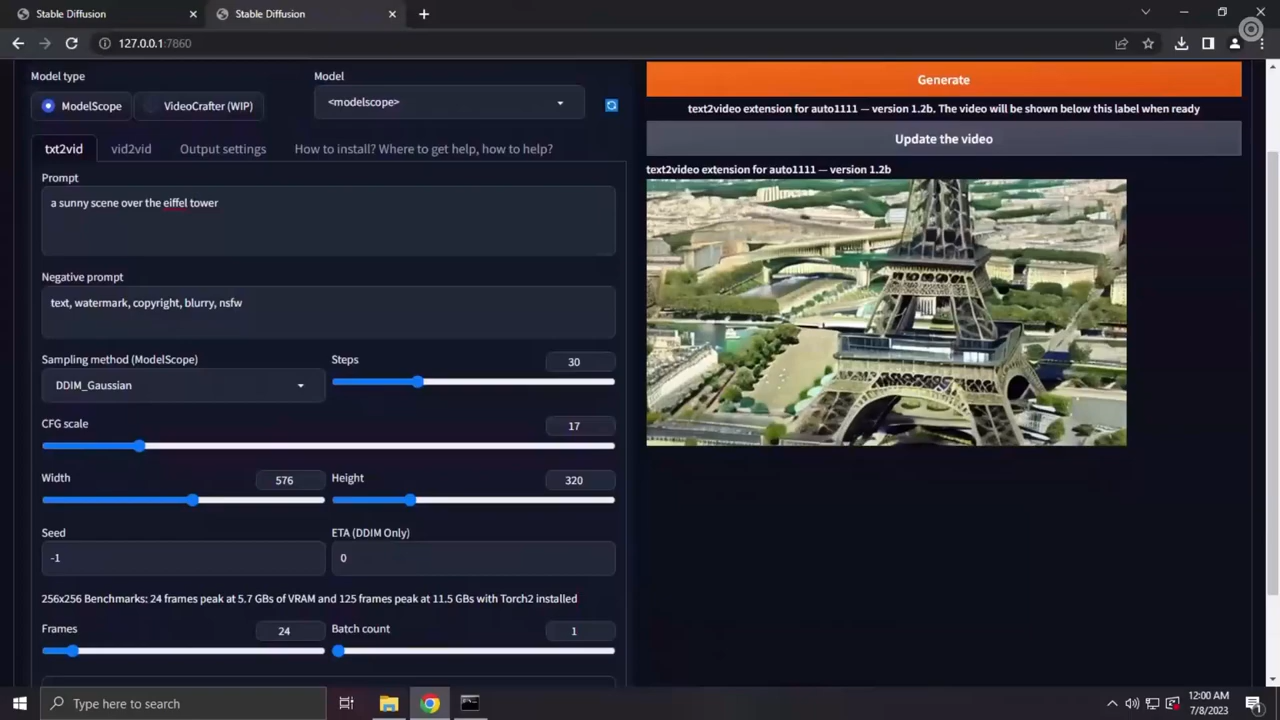 Stable Diffusion
Stable Diffusion
127.0.0.1:7860
Model type
Model
ModelScope
VideoCrafter (WIP)
<modelscope>
Generate
text2video extension for auto1111 — version 1.2b. The video will be shown below this label when ready
Update the video
txt2vid
vid2vid
Output settings
How to install? Where to get help, how to help?
text2video extension for auto1111 — version 1.2b
Prompt
a sunny scene over the eiffel tower
Negative prompt
text, watermark, copyright, blurry, nsfw
Sampling method (ModelScope)
Steps
30
DDIM_Gaussian
CFG scale
17
Width
576
Height
320
Seed
ETA (DDIM Only)
-1
0
256x256 Benchmarks: 24 frames peak at 5.7 GBs of VRAM and 125 frames peak at 11.5 GBs with Torch2 installed
Frames
24
Batch count
1
Type here to search
12:00 AM
7/8/2023
1